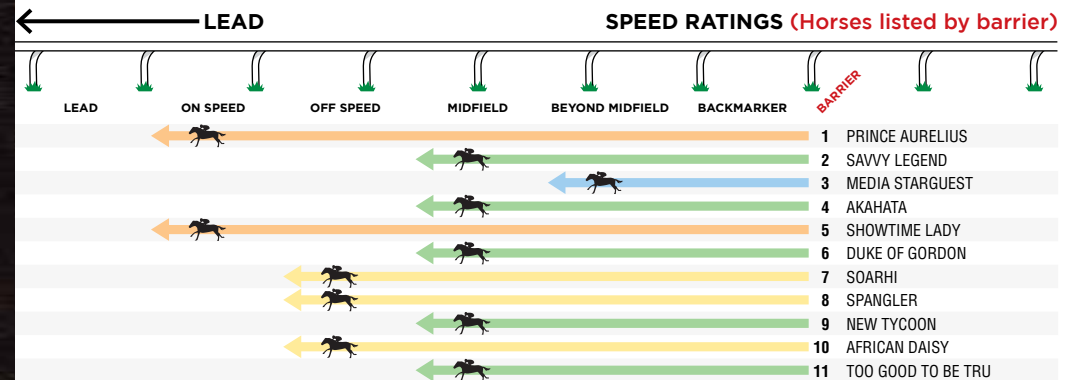 LEAD SPEED RATINGS (Horses listed by barrier)
LEAD ON SPEED OFF SPEED MIDFIELD BEYOND MIDFIELD BACKMARKER BARRIER
1 PRINCE AURELIUS
2 SAVVY LEGEND
3 MEDIA STARGUEST
4 AKAHATA
5 SHOWTIME LADY
6 DUKE OF GORDON
7 SOARHI
8 SPANGLER
9 NEW TYCOON
10 AFRICAN DAISY
11 TOO GOOD TO BE TRU